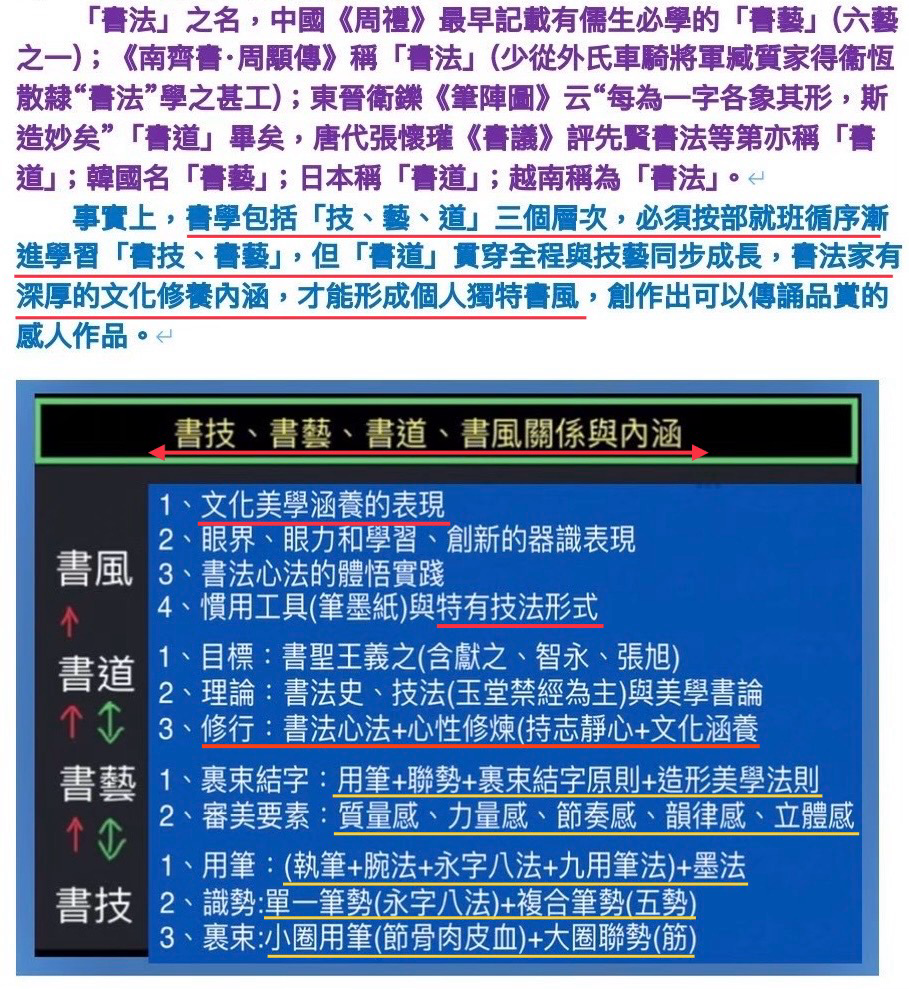 「書法」之名，中國《周禮》最早記載有儒生必學的「書藝」(六藝
之一)；《南齊書·周顒傳》稱「書法」(少從外氏車騎將軍臧質家得衞恆
散隸“書法”學之甚工)；東晉衛鑠《筆陣圖》云“每為一字各象其形，斯
造妙矣”「書道」畢矣，唐代張懷瓘《書議》評先賢書法等第亦稱「書
道」；韓國名「書藝」；日本稱「書道」；越南稱為「書法」。
事實上，書學包括「技、藝、道」三個層次，必須按部就班循序漸
進學習「書技、書藝」，但「書道」貫穿全程與技藝同步成長，書法家有
深厚的文化修養內涵，才能形成個人獨特書風，創作出可以傳誦品賞的
感人作品。
書技、書藝、書道、書風關係與內涵
書風
1、文化美學涵養的表現
2、眼界、眼力和學習、創新的器識表現
3、書法心法的體悟實踐
4、慣用工具(筆墨紙)與特有技法形式
書道
1、目標：書聖王羲之(含獻之、智永、張旭)
2、理論：書法史、技法(玉堂禁經為主)與美學書論
3、修行：書法心法+心性修煉(持志靜心+文化涵養
書藝
1、裹束結字：用筆+聯勢+裹束結字原則+造形美學法則
2、審美要素：質量感、力量感、節奏感、韻律感、立體感
書技
1、用筆：(執筆+腕法+永字八法+九用筆法)+墨法
2、識勢:單一筆勢(永字八法)+複合筆勢(五勢)
3、裹束:小圈用筆(節骨肉皮血)+大圈聯勢(筋)